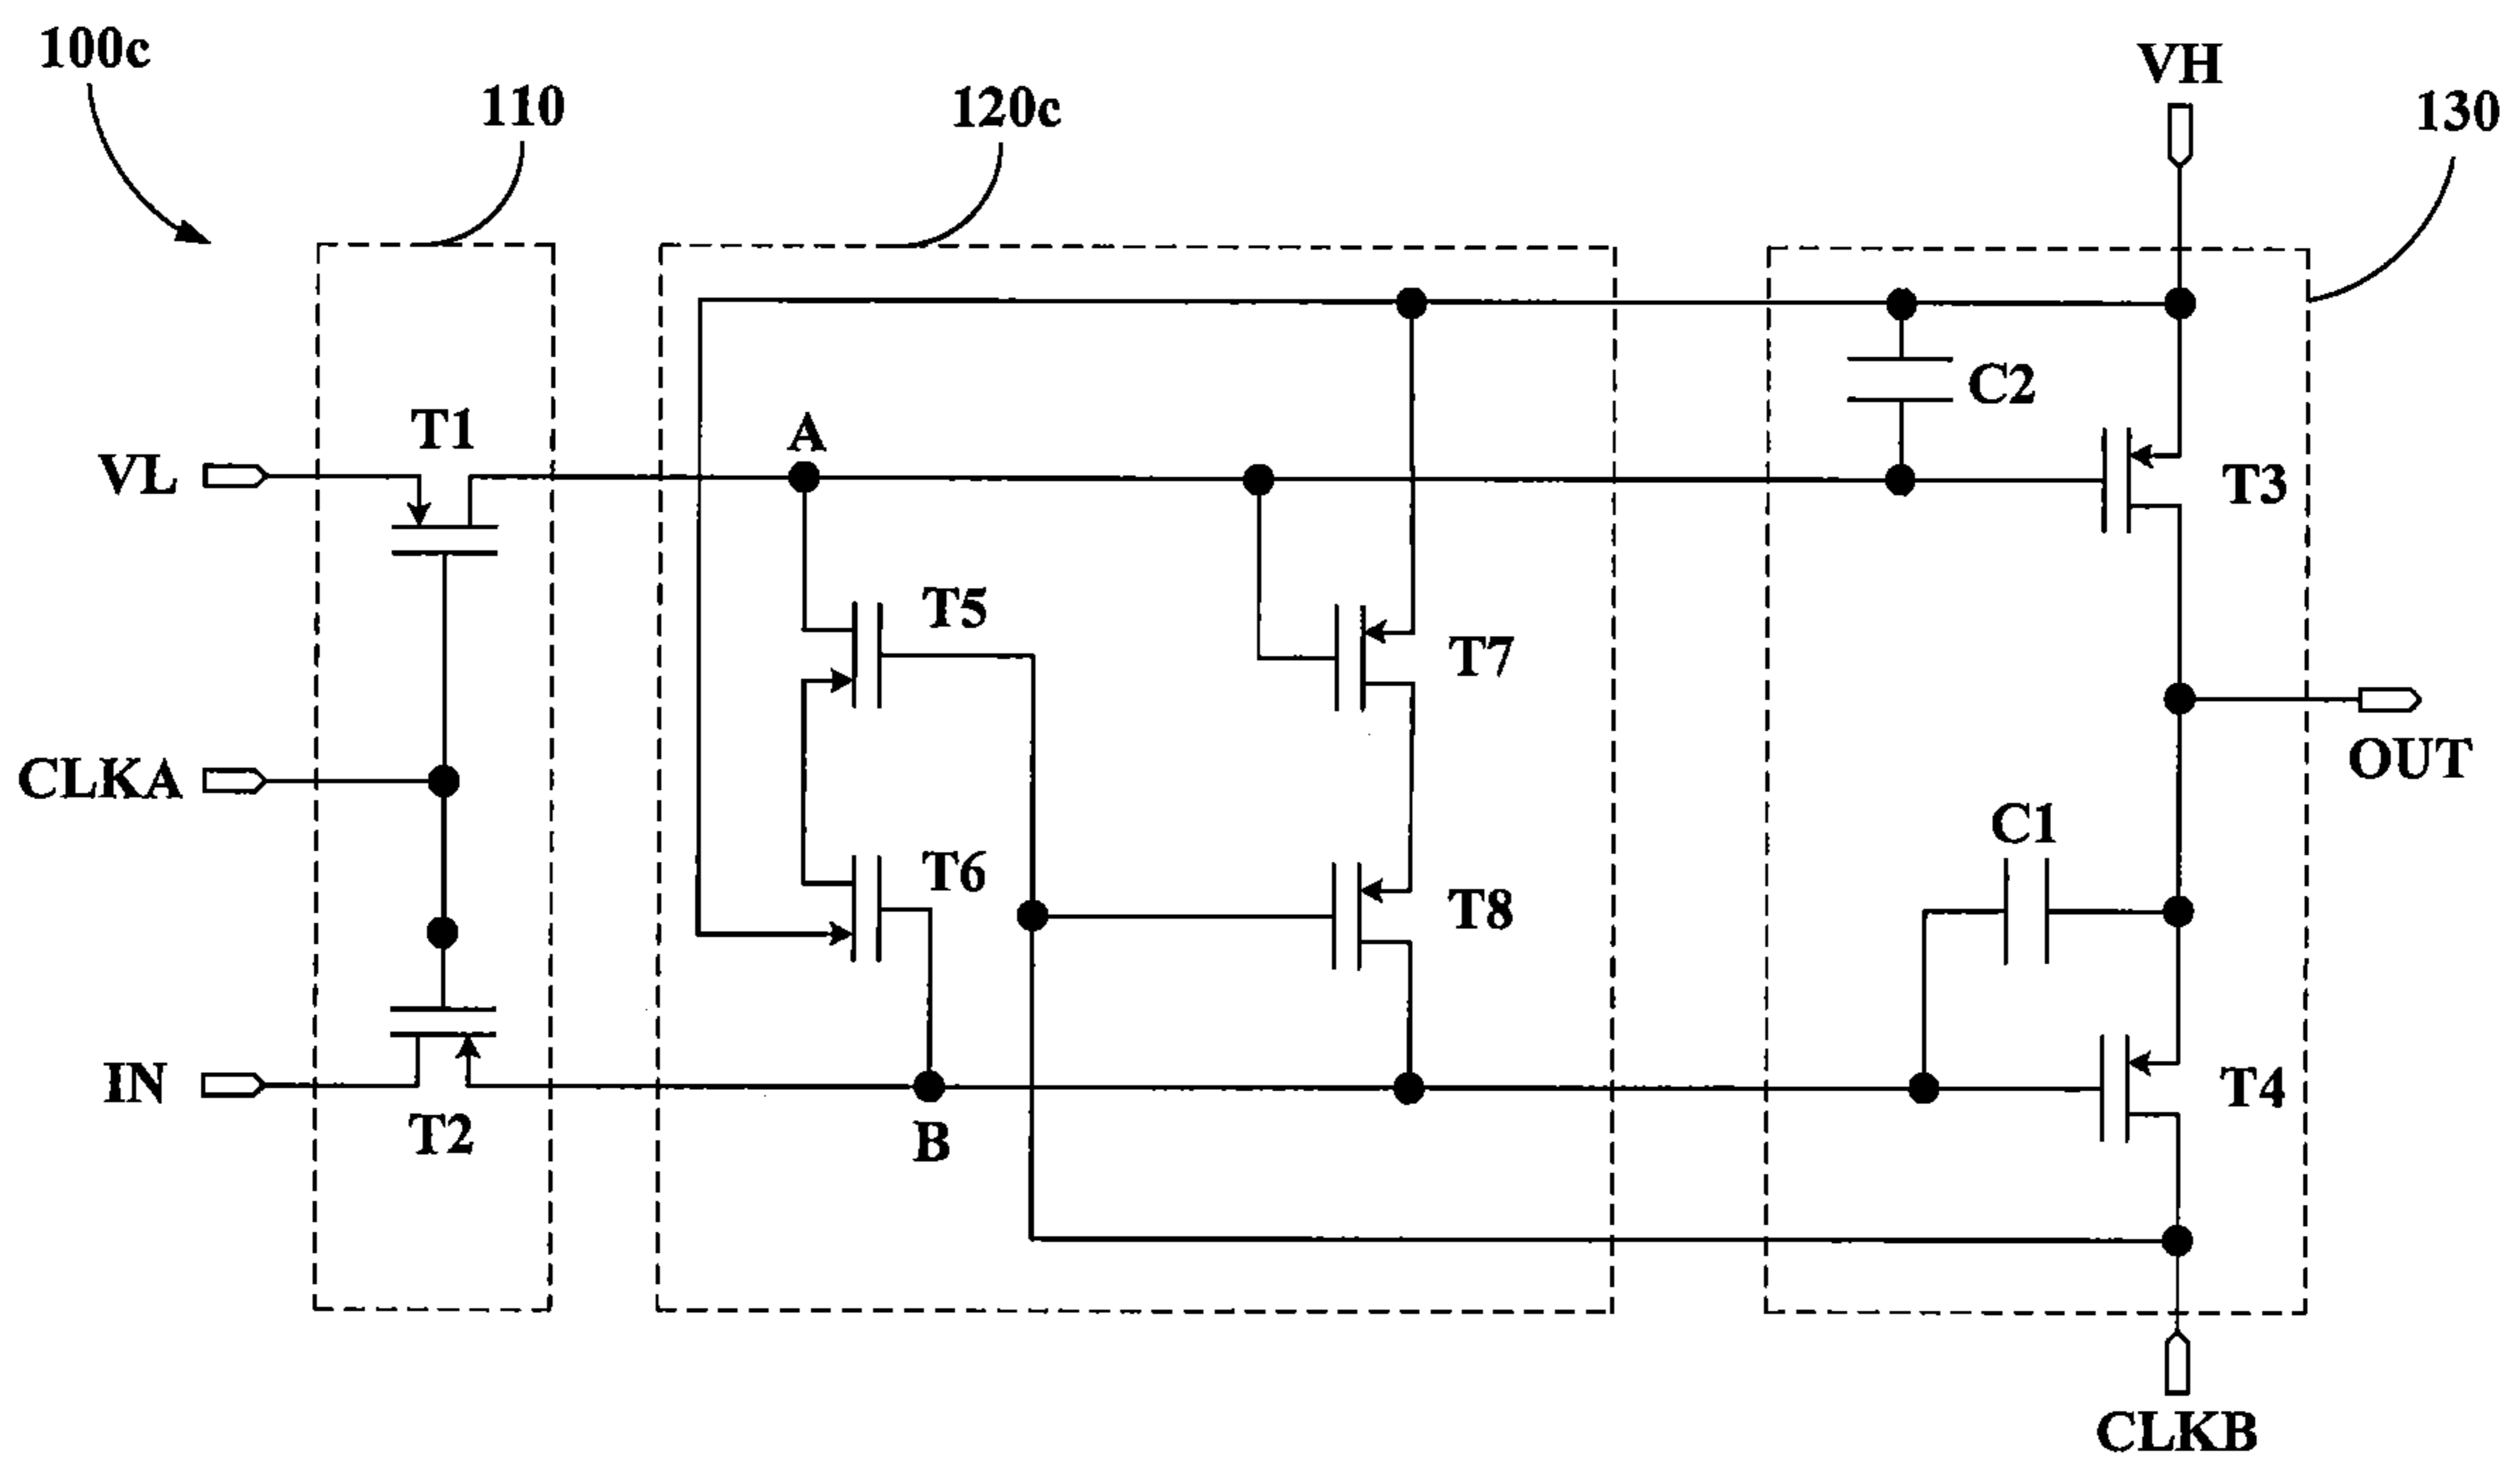 100c
110
120c
VH
130
C2
T1
A
VL
T3
T5
T7
CLKA
OUT
C1
T6
T8
IN
T4
T2
B
CLKB